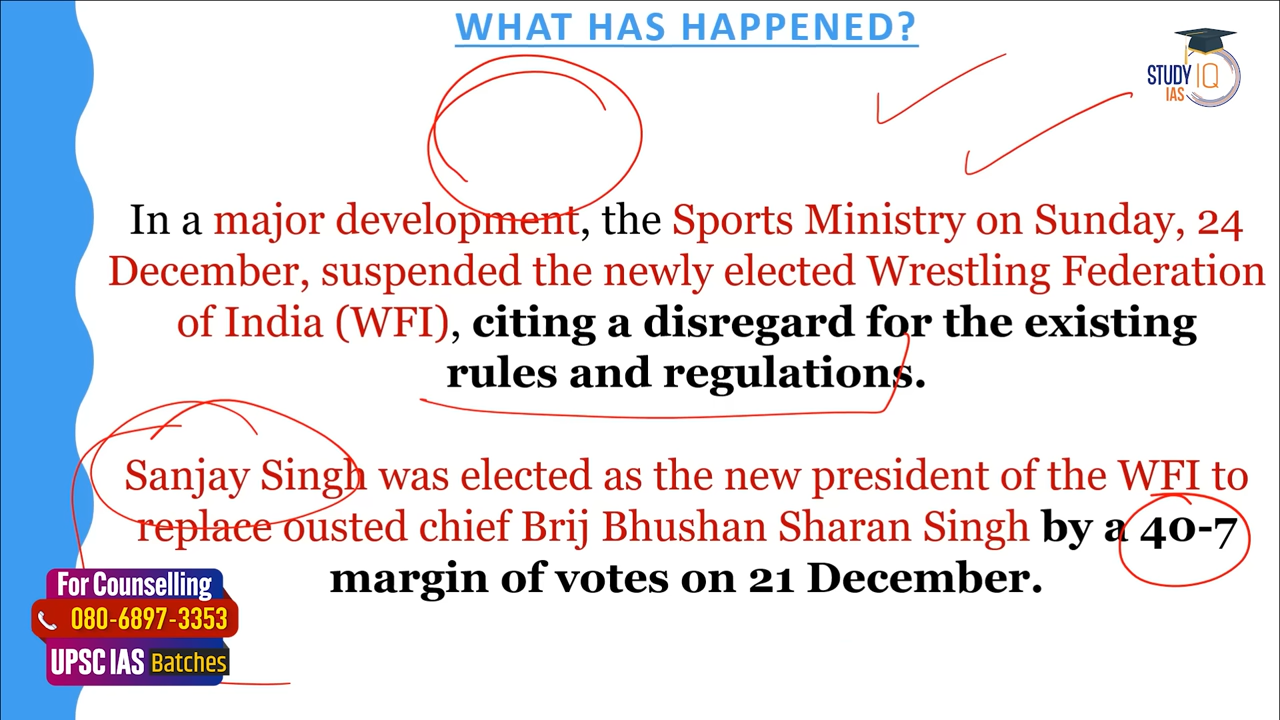 WHAT HAS HAPPENED?
STUDY IQ
IAS
In a major development, the Sports Ministry on Sunday, 24
December, suspended the newly elected Wrestling Federation
of India (WFI), citing a disregard for the existing
rules and regulations.
Sanjay Singh was elected as the new president of the WFI to
replace ousted chief Brij Bhushan Sharan Singh by a 40-7
margin of votes on 21 December.
For Counselling
080-6897-3353
UPSC IAS Batches